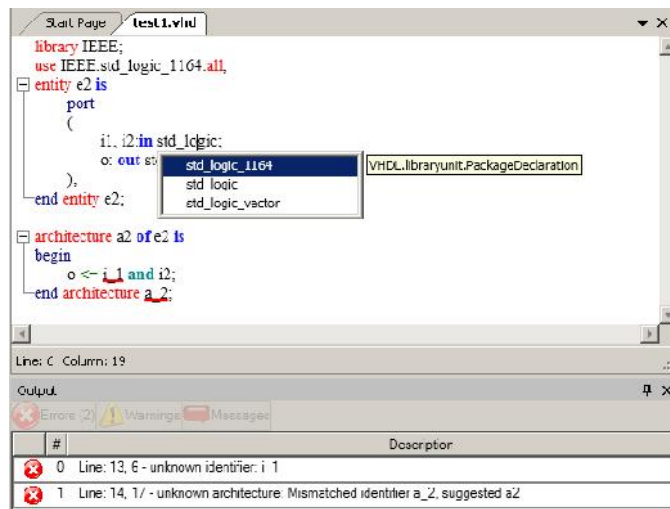 Start Page test1.vhd
library IEEE;
use IEEE.std_logic_1164.all;
entity e2 is
port
(
i1, i2:in std_logic;
o: out std
std_logic_1164 VHDL.libraryunit.PackageDeclaration
std_logic
std_logic_vector
);
end entity e2;
architecture a2 of e2 is
begin
o <= i_1 and i2;
end architecture a_2;
Line: 6 Column: 19
Output
Errors (2) Warnings Messages
# Description
0 Line: 13, 6 - unknown identifier: i_1
1 Line: 14, 17 - unknown architecture: Mismatched identifier a_2, suggested a2